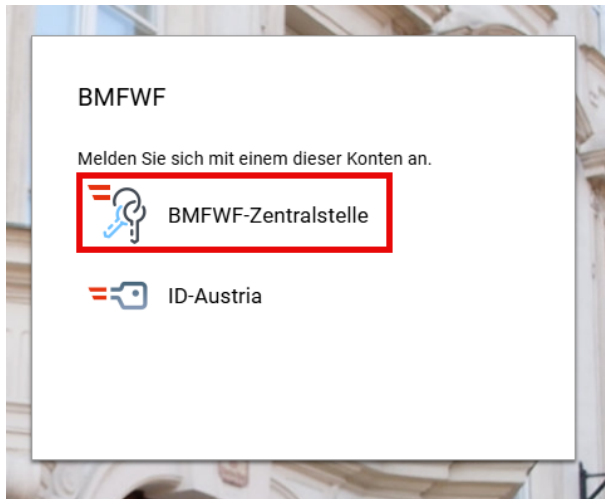 BMFWF
Melden Sie sich mit einem dieser Konten an.
BMFWF-Zentralstelle
ID-Austria